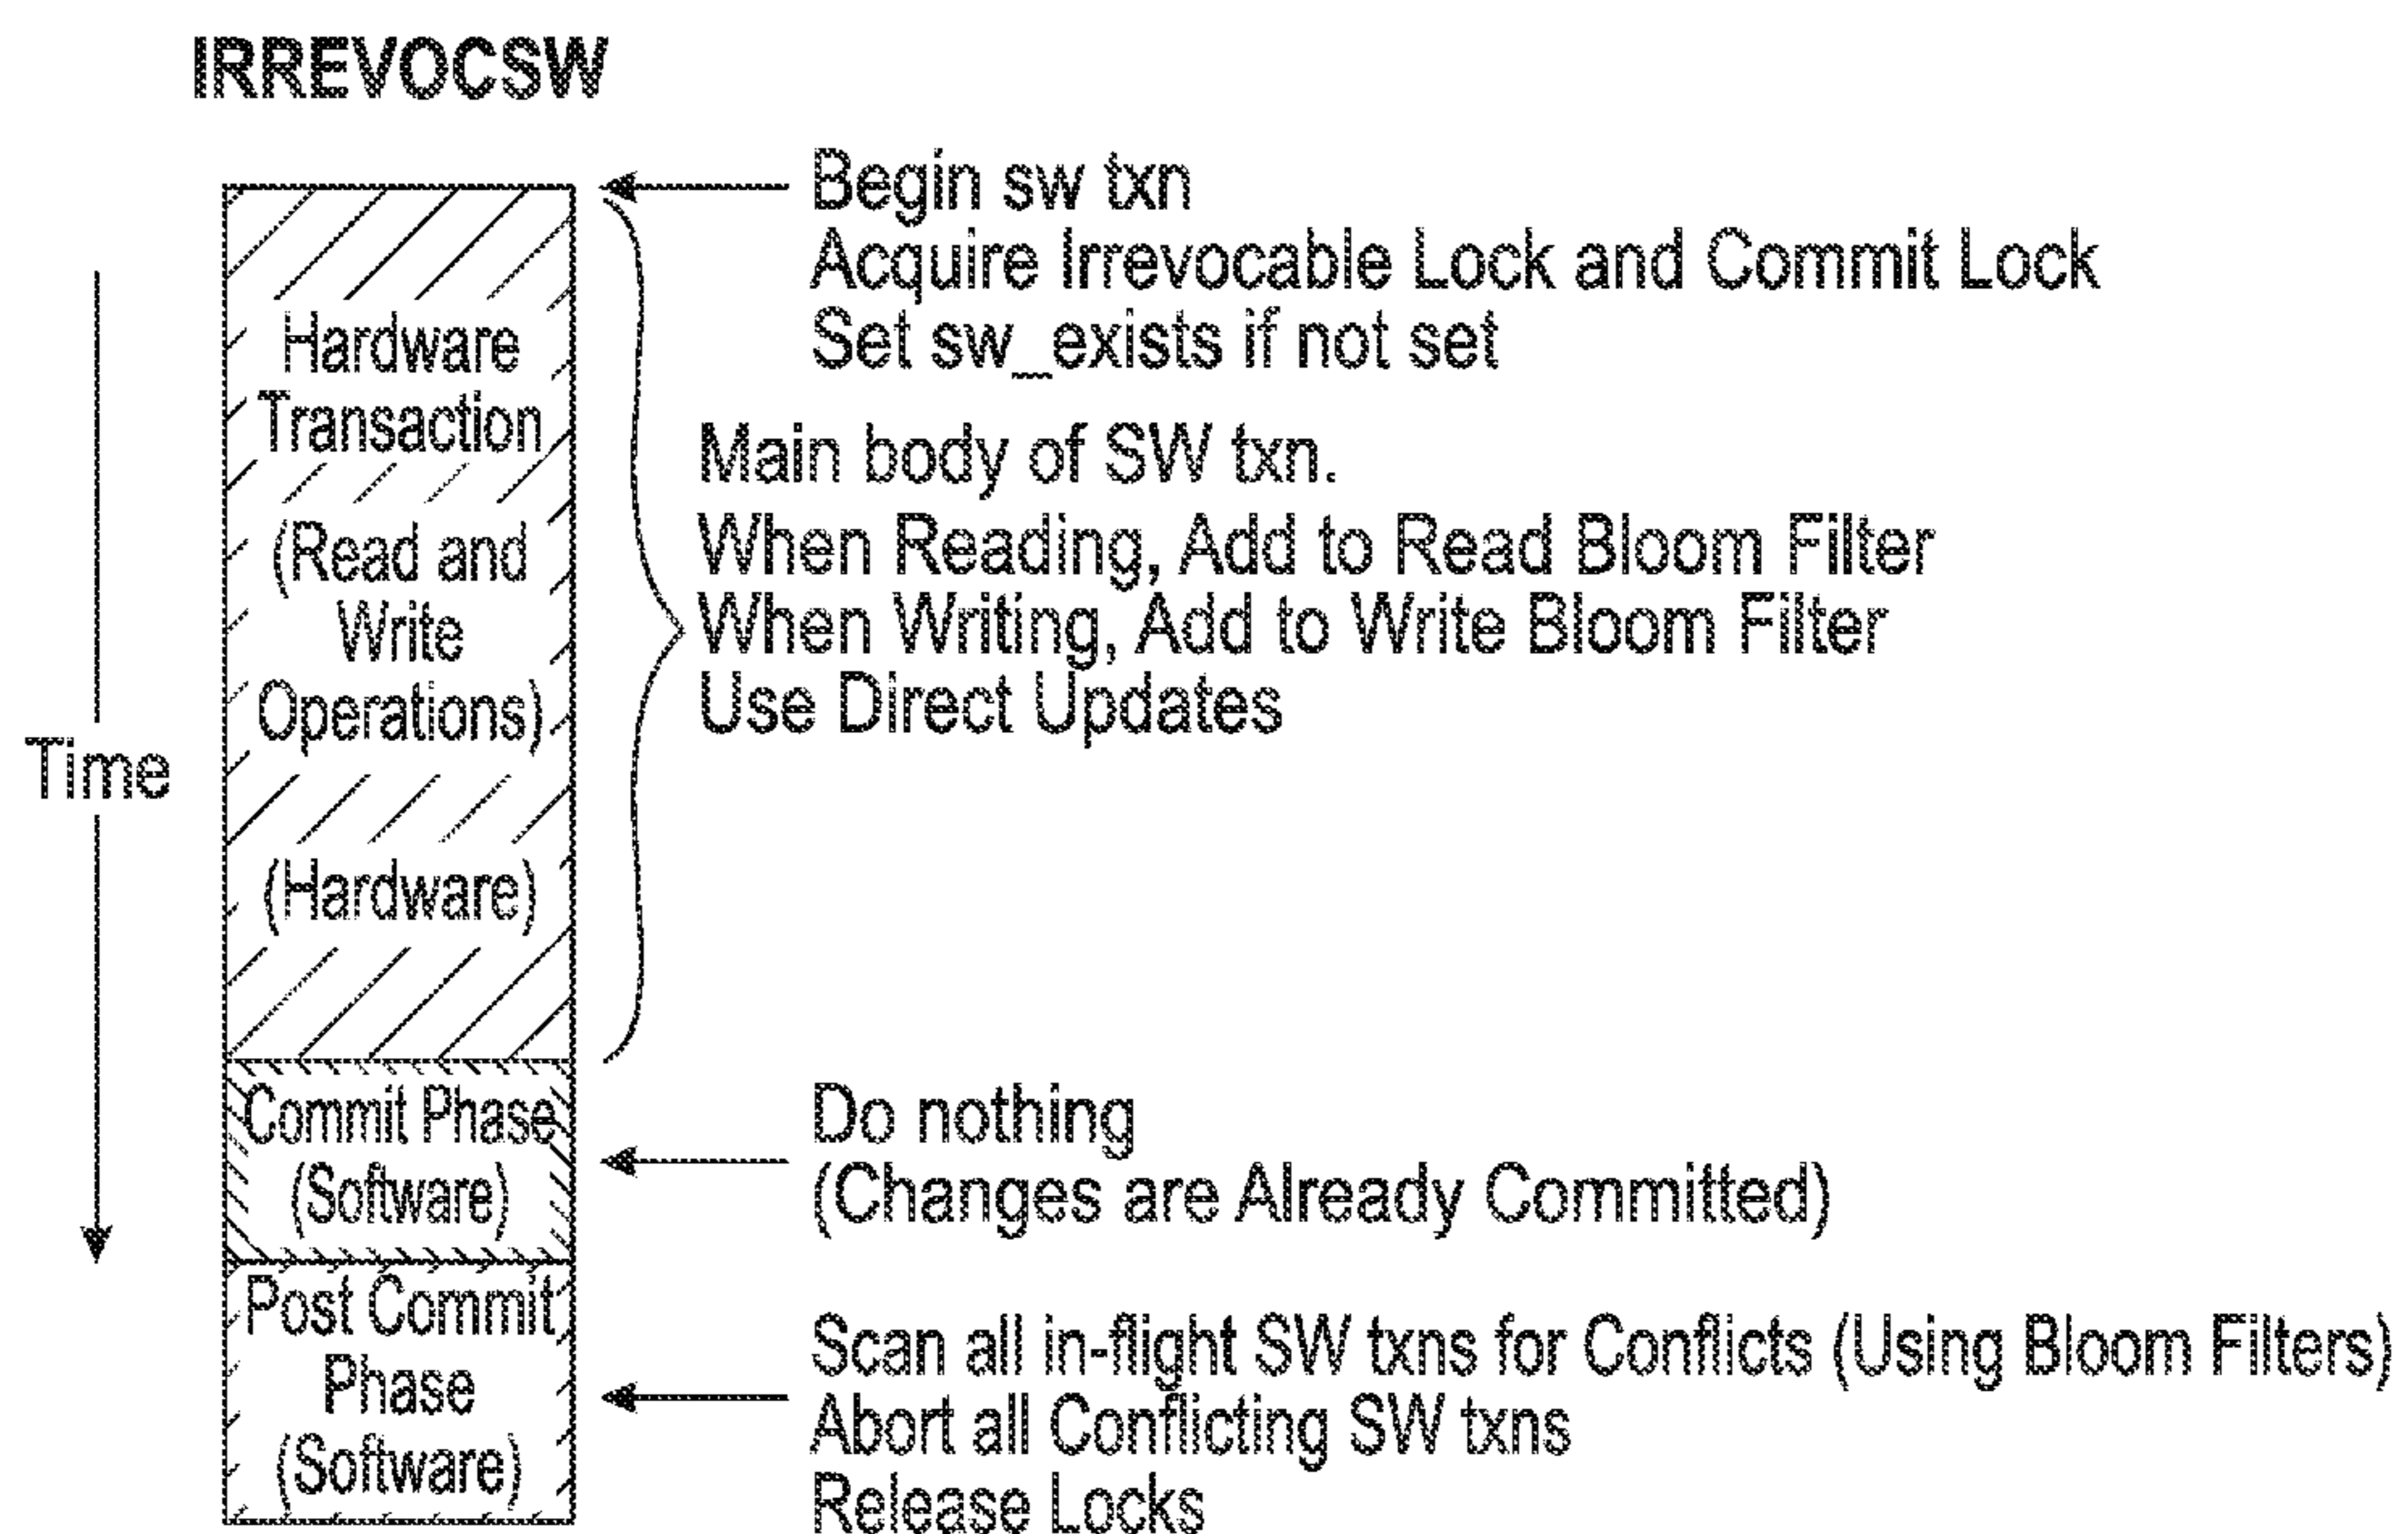 IRREVOCSW
Begin sw txn
Acquire Irrevocable Lock and Commit Lock
Set sw_exists if not set
Hardware
Transaction
(Read and
Write
Operations)
(Hardware)
Main body of SW txn.
When Reading, Add to Read Bloom Filter
When Writing, Add to Write Bloom Filter
Use Direct Updates
Time
Commit Phase
(Software)
Do nothing
(Changes are Already Committed)
Post Commit
Phase
(Software)
Scan all in-flight SW txns for Conflicts (Using Bloom Filters)
Abort all Conflicting SW txns
Release Locks